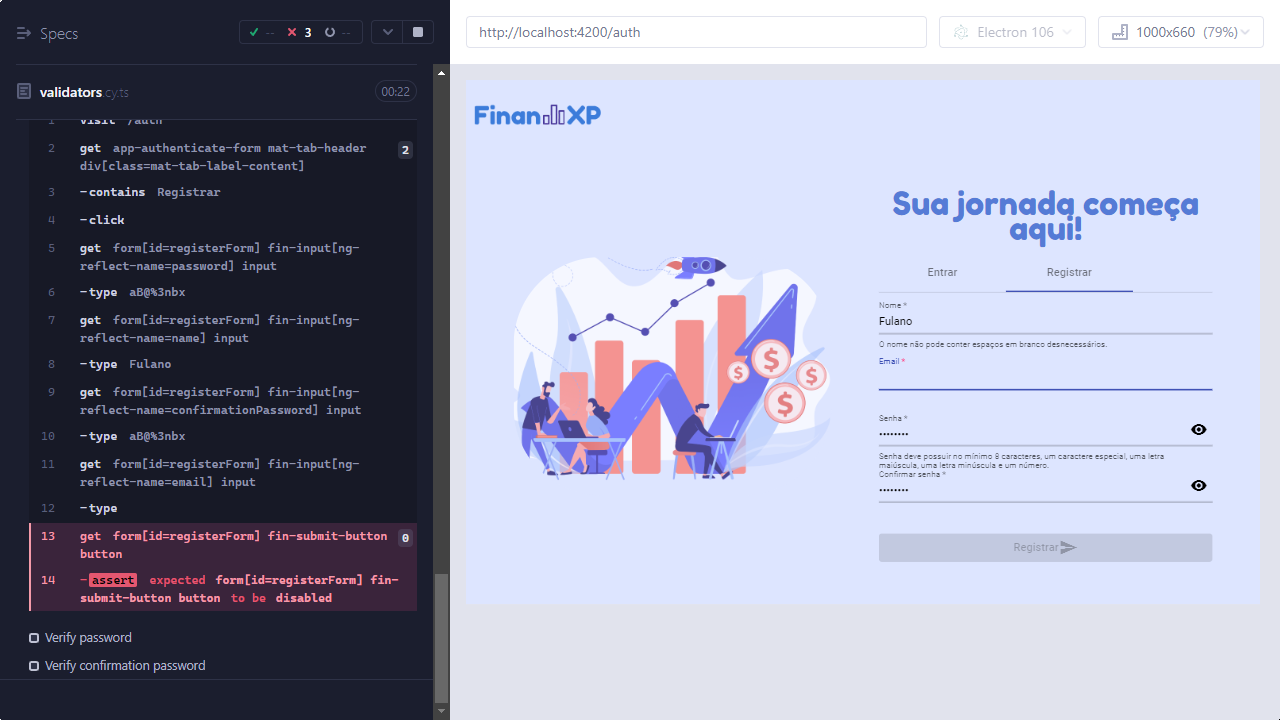 Specs
-- 3 --
validators.cy.ts 00:22
1 visit /auth
2 get app-authenticate-form mat-tab-header 2
div[class=mat-tab-label-content]
3 -contains Registrar
4 -click
5 get form[id=registerForm] fin-input[ng-
reflect-name=password] input
6 -type aB@%3nbx
7 get form[id=registerForm] fin-input[ng-
reflect-name=name] input
8 -type Fulano
9 get form[id=registerForm] fin-input[ng-
reflect-name=confirmationPassword] input
10 -type aB@%3nbx
11 get form[id=registerForm] fin-input[ng-
reflect-name=email] input
12 -type
13 get form[id=registerForm] fin-submit-button 0
button
14 -assert expected form[id=registerForm] fin-
submit-button button to be disabled
Verify password
Verify confirmation password
http://localhost:4200/auth
Electron 106
1000x660 (79%)
FinanXP
Sua jornada começa
aqui!
Entrar Registrar
Nome *
Fulano
O nome não pode conter espaços em branco desnecessários.
Email *
Senha *
••••••••
Senha deve possuir no mínimo 8 caracteres, um caractere especial, uma letra
maiúscula, uma letra minúscula e um número.
Confirmar senha *
••••••••
Registrar